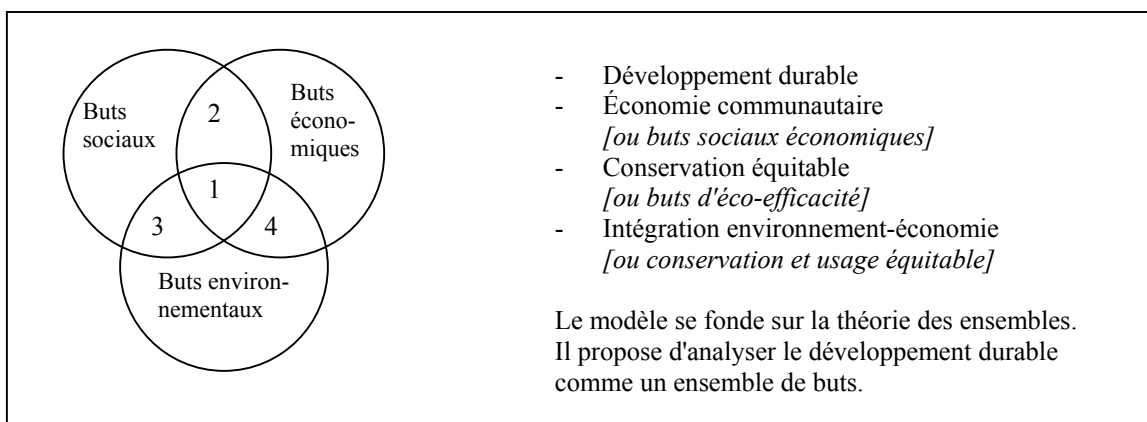 Buts
sociaux
2
Buts
écono-
miques
1
3
4
Buts environ-
nementaux
- Développement durable
- Économie communautaire
[ou buts sociaux économiques]
- Conservation équitable
[ou buts d'éco-efficacité]
- Intégration environnement-économie
[ou conservation et usage équitable]
Le modèle se fonde sur la théorie des ensembles.
Il propose d'analyser le développement durable
comme un ensemble de buts.